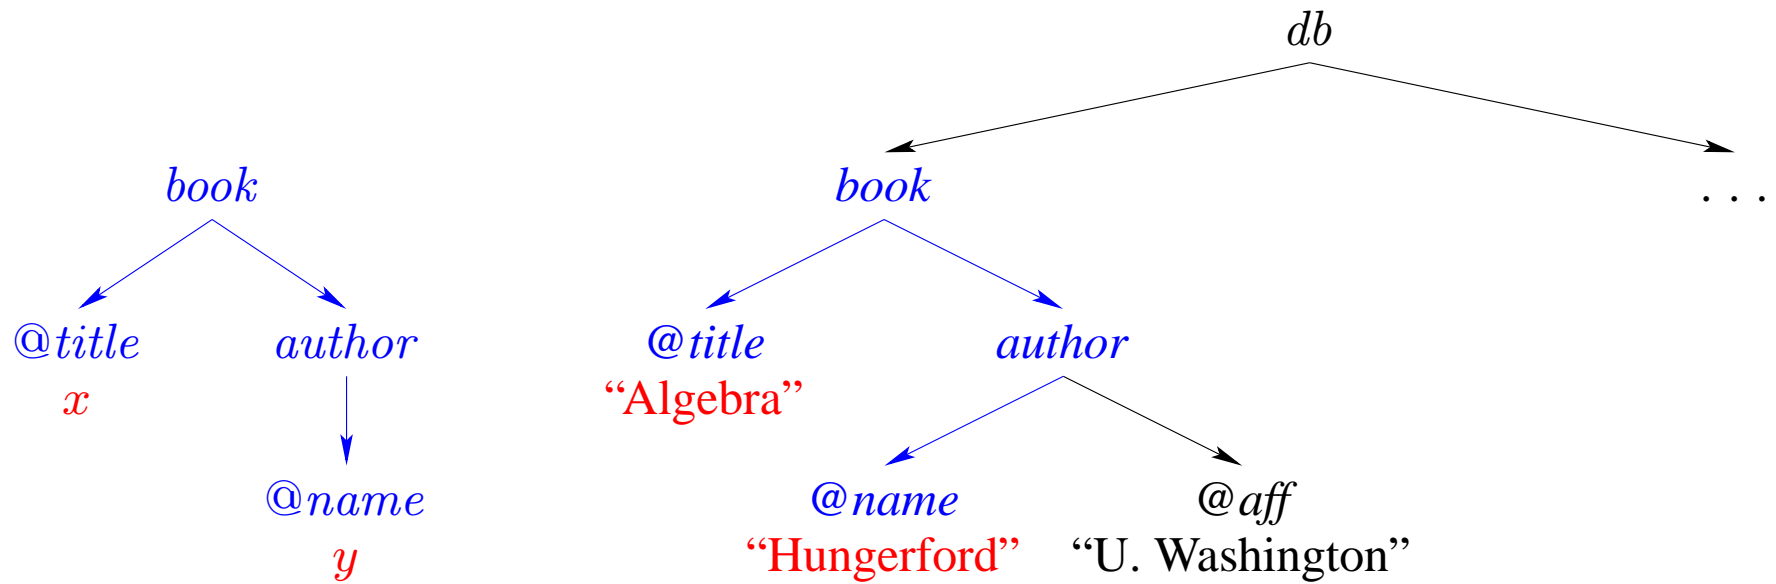 db
book
book
. . .
@title
author
@title
author
x
“Algebra”
@name
@name
@aff
y
“Hungerford”
“U. Washington”